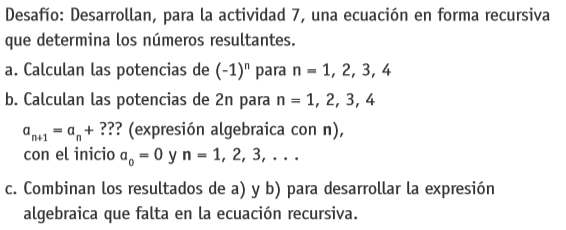 Desafío: Desarrollan, para la actividad 7, una ecuación en forma recursiva
que determina los números resultantes.
a. Calculan las potencias de (-1)ⁿ para n = 1, 2, 3, 4
b. Calculan las potencias de 2n para n = 1, 2, 3, 4
aₙ₊₁ = aₙ + ??? (expresión algebraica con n),
con el inicio a₀ = 0 y n = 1, 2, 3, . . .
c. Combinan los resultados de a) y b) para desarrollar la expresión
algebraica que falta en la ecuación recursiva.